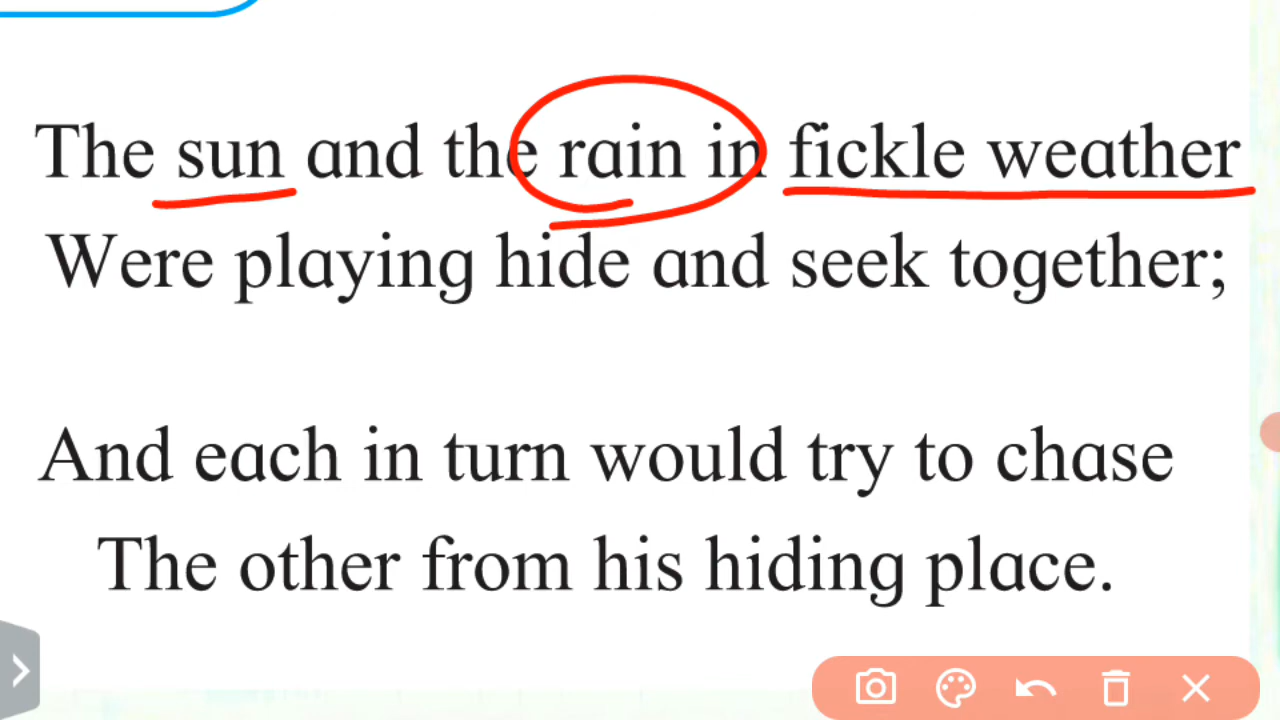 The sun and the rain in fickle weather
Were playing hide and seek together;
And each in turn would try to chase
The other from his hiding place.